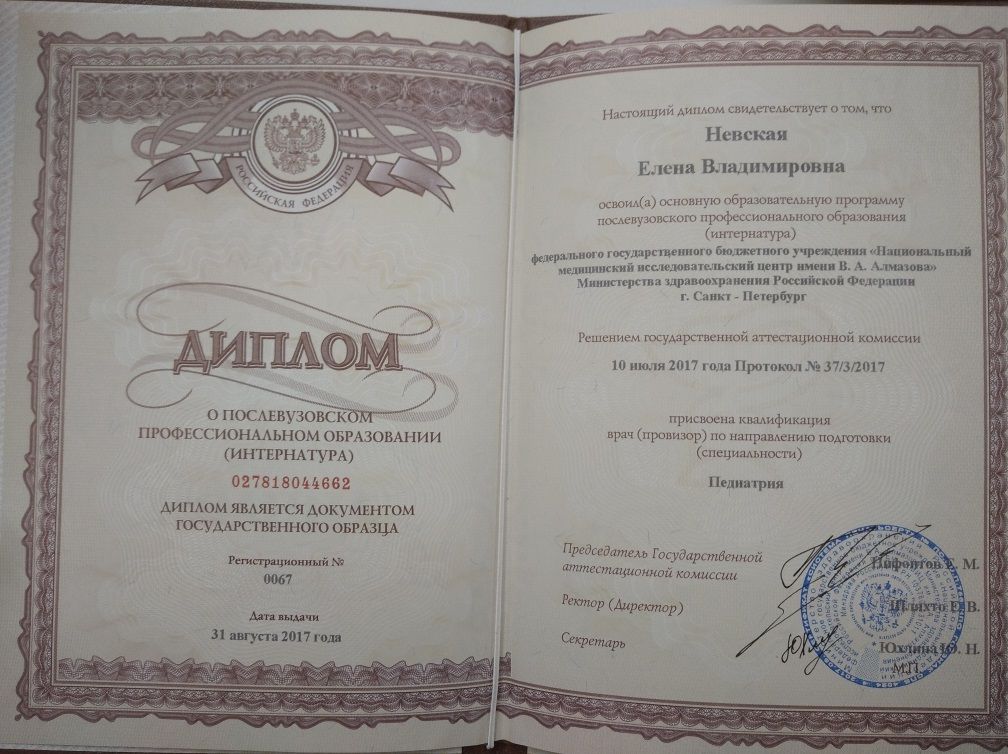 РОССИЙСКАЯ ФЕДЕРАЦИЯ
ДИПЛОМ
О ПОСЛЕВУЗОВСКОМ
ПРОФЕССИОНАЛЬНОМ ОБРАЗОВАНИИ
(ИНТЕРНАТУРА)
027818044662
ДИПЛОМ ЯВЛЯЕТСЯ ДОКУМЕНТОМ
ГОСУДАРСТВЕННОГО ОБРАЗЦА
Регистрационный №
0067
Дата выдачи
31 августа 2017 года
Настоящий диплом свидетельствует о том, что
Невская
Елена Владимировна
освоил(а) основную образовательную программу
послевузовского профессионального образования
(интернатура)
федерального государственного бюджетного учреждения «Национальный
медицинский исследовательский центр имени В. А. Алмазова»
Министерства здравоохранения Российской Федерации
г. Санкт - Петербург
Решением государственной аттестационной комиссии
10 июля 2017 года Протокол № 37/3/2017
присвоена квалификация
врач (провизор) по направлению подготовки
(специальности)
Педиатрия
Председатель Государственной
аттестационной комиссии
Нифонтов Е. М.
Ректор (Директор)
Шляхто Е. В.
Секретарь
Юхлина Ю. Н.
М.П.